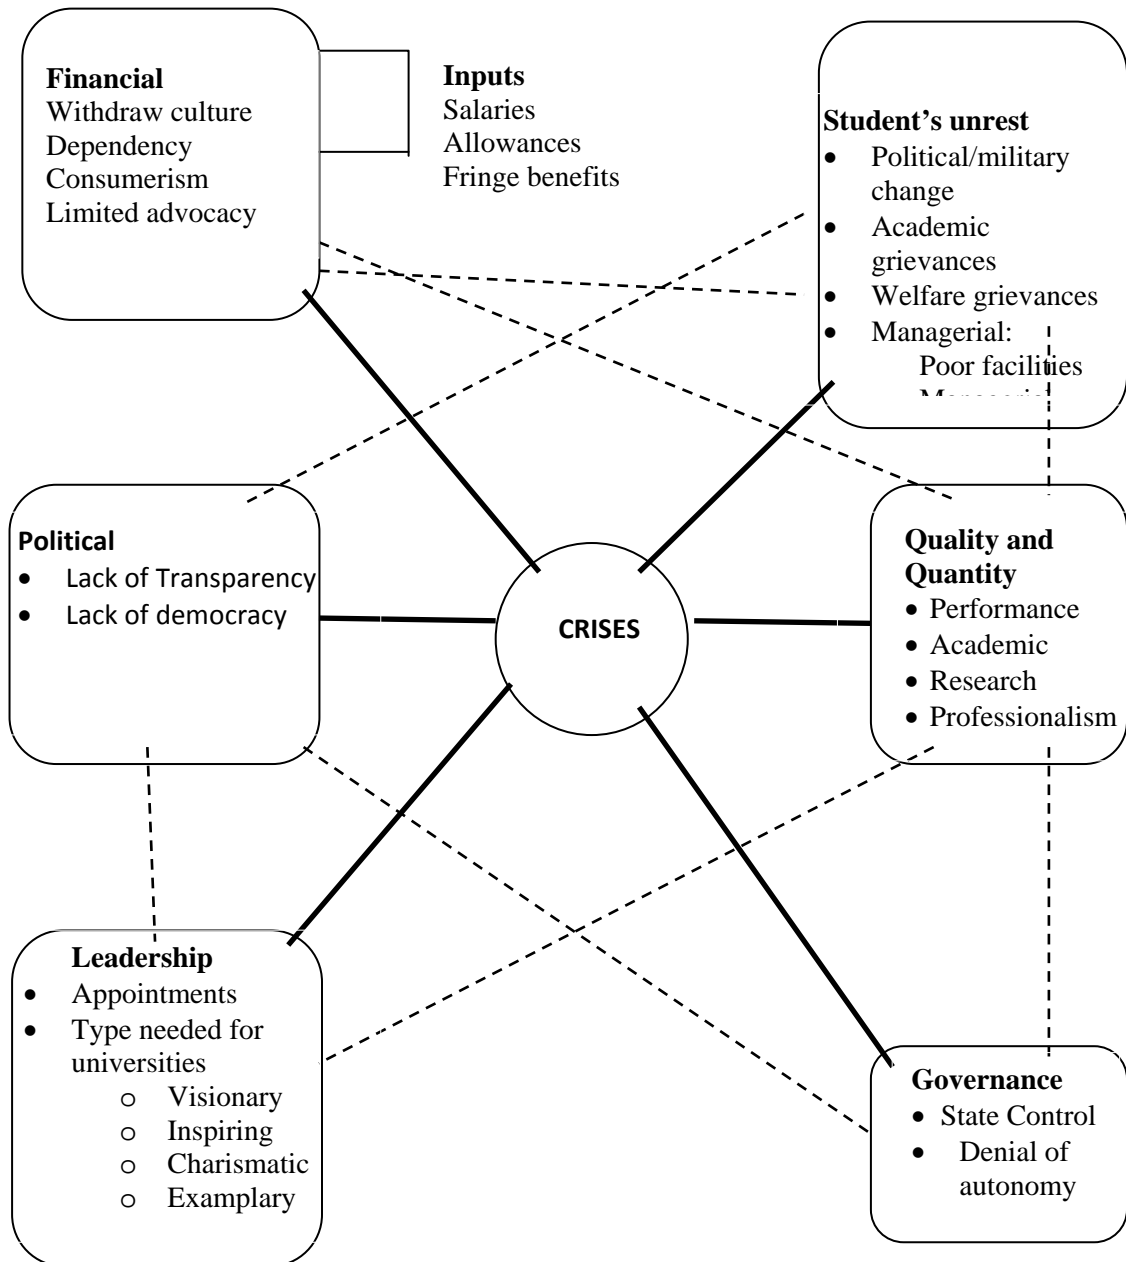 Financial
Withdraw culture
Dependency
Consumerism
Limited advocacy
Inputs
Salaries
Allowances
Fringe benefits
Student’s unrest
• Political/military
change
• Academic
grievances
• Welfare grievances
• Managerial:
Poor facilities
Political
• Lack of Transparency
• Lack of democracy
CRISES
Quality and
Quantity
• Performance
• Academic
• Research
• Professionalism
Leadership
• Appointments
• Type needed for
universities
o Visionary
o Inspiring
o Charismatic
o Examplary
Governance
• State Control
• Denial of
autonomy